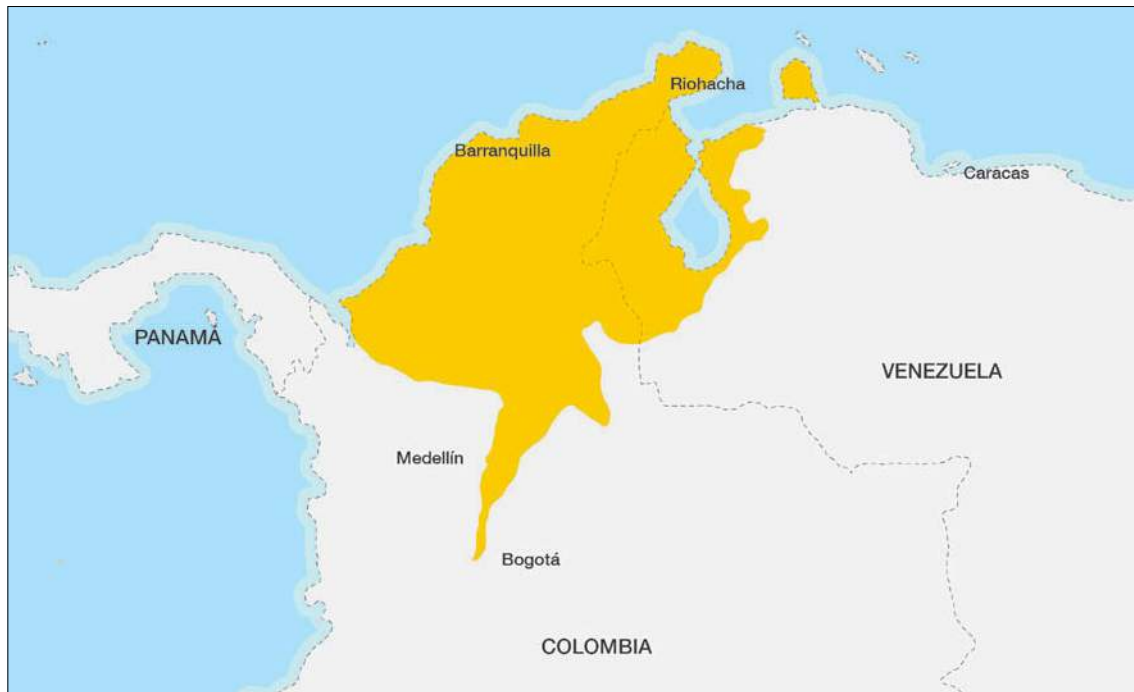 Riohacha
Barranquilla
Caracas
PANAMÁ
VENEZUELA
Medellín
Bogotá
COLOMBIA